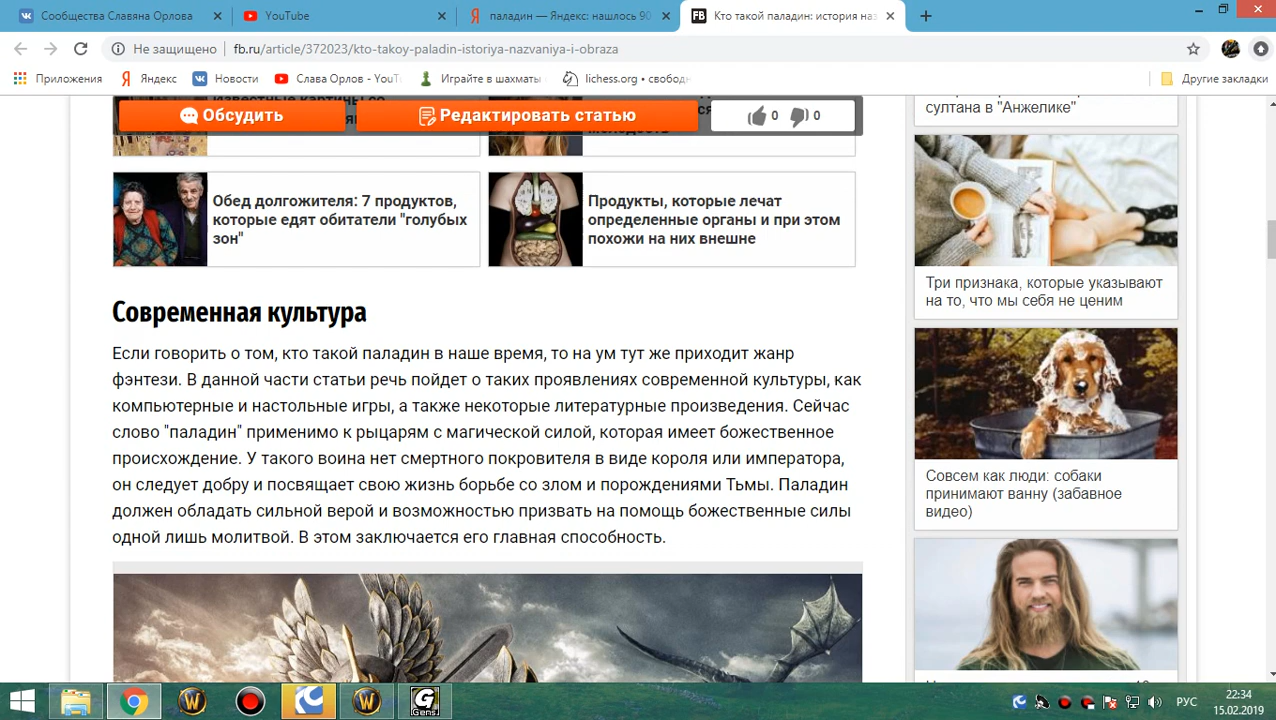 Сообщества Славяна Орлова
YouTube
паладин — Яндекс: нашлось 90
Кто такой паладин: история наз
Не защищено
fb.ru/article/372023/kto-takoy-paladin-istoriya-nazvaniya-i-obraza
Приложения
Яндекс
Новости
Слава Орлов - YouT
Играйте в шахматы
lichess.org • свобод
Другие закладки
Обсудить
Редактировать статью
0
0
султана в "Анжелике"
Обед долгожителя: 7 продуктов,
которые едят обитатели "голубых
зон"
Продукты, которые лечат
определенные органы и при этом
похожи на них внешне
Три признака, которые указывают
на то, что мы себя не ценим
Современная культура
Если говорить о том, кто такой паладин в наше время, то на ум тут же приходит жанр
фэнтези. В данной части статьи речь пойдет о таких проявлениях современной культуры, как
компьютерные и настольные игры, а также некоторые литературные произведения. Сейчас
слово "паладин" применимо к рыцарям с магической силой, которая имеет божественное
происхождение. У такого воина нет смертного покровителя в виде короля или императора,
он следует добру и посвящает свою жизнь борьбе со злом и порождениями Тьмы. Паладин
должен обладать сильной верой и возможностью призвать на помощь божественные силы
одной лишь молитвой. В этом заключается его главная способность.
Совсем как люди: собаки
принимают ванну (забавное
видео)
Gens
РУС
22:34
15.02.2019